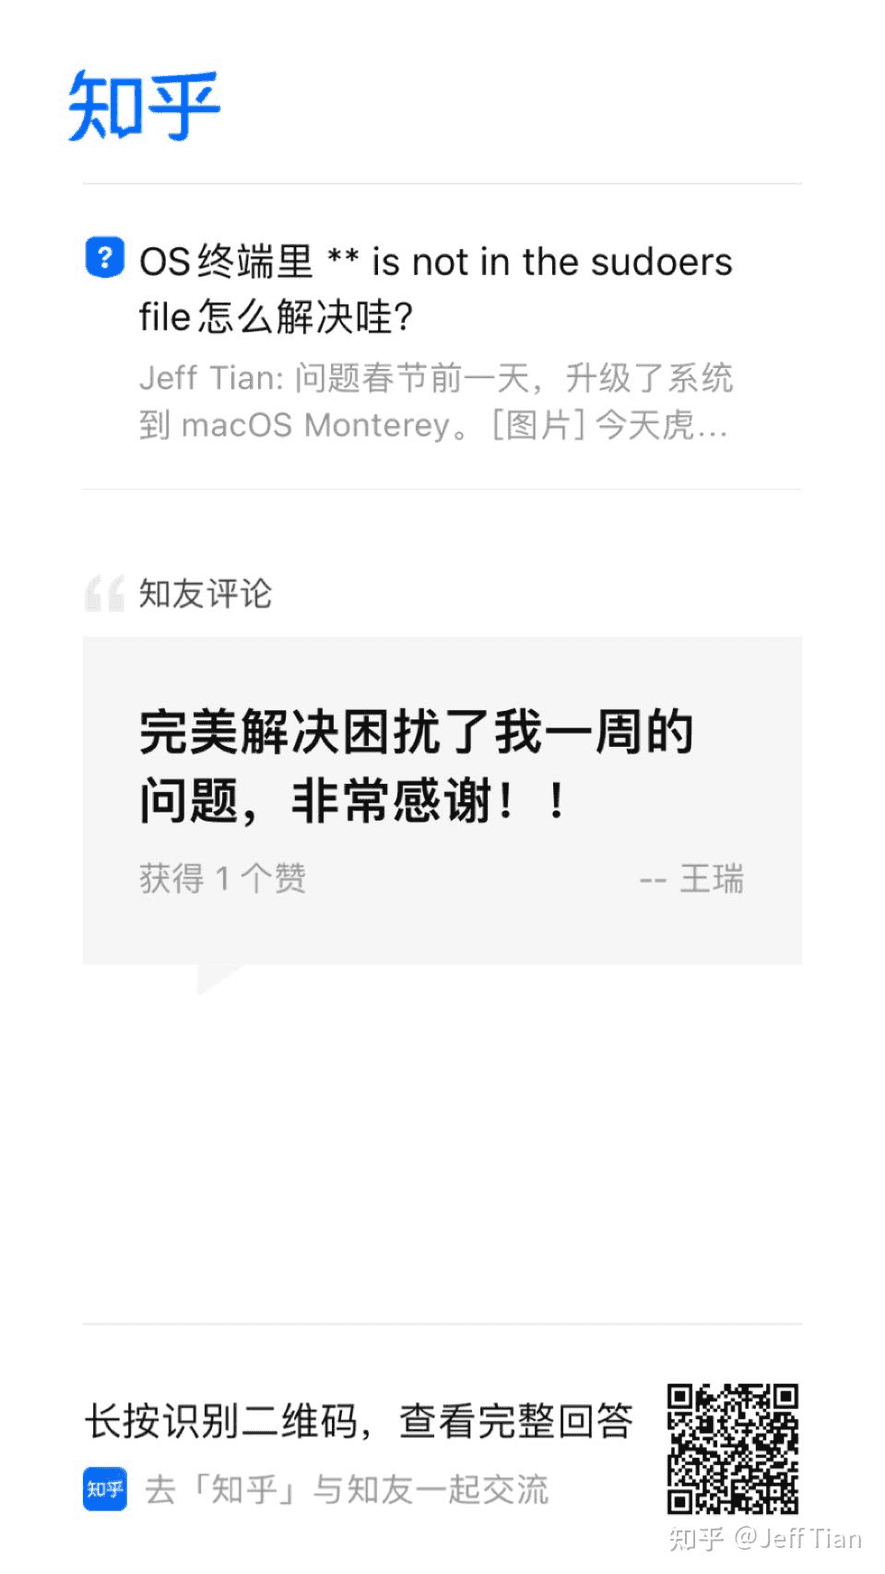 知乎
OS终端里 ** is not in the sudoers
file怎么解决哇？
Jeff Tian: 问题春节前一天，升级了系统
到 macOS Monterey。[图片] 今天虎...
知友评论
完美解决困扰了我一周的
问题，非常感谢！！
获得 1 个赞
-- 王瑞
长按识别二维码，查看完整回答
知乎 去「知乎」与知友一起交流
知乎 @Jeff Tian